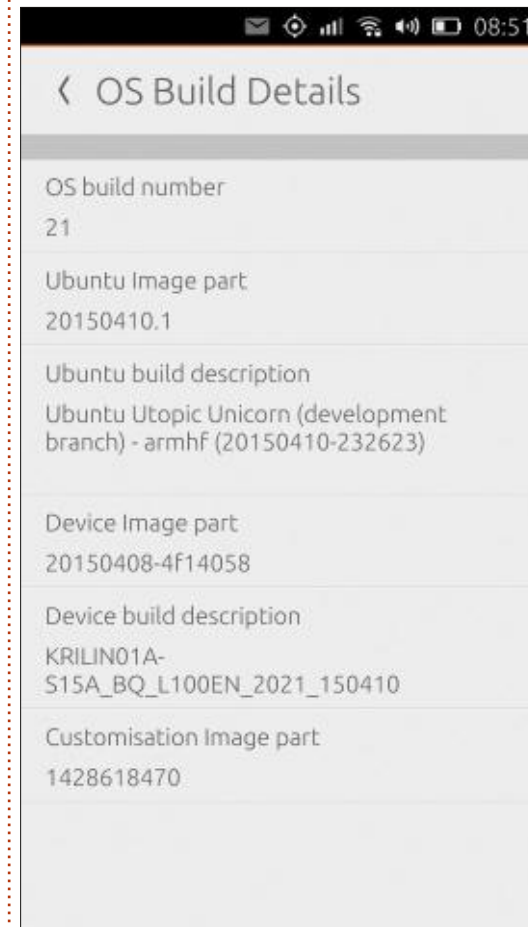 08:51
OS Build Details
OS build number
21
Ubuntu Image part
20150410.1
Ubuntu build description
Ubuntu Utopic Unicorn (development
branch) - armhf (20150410-232623)
Device Image part
20150408-4f14058
Device build description
KRILIN01A-
S15A_BQ_L100EN_2021_150410
Customisation Image part
1428618470